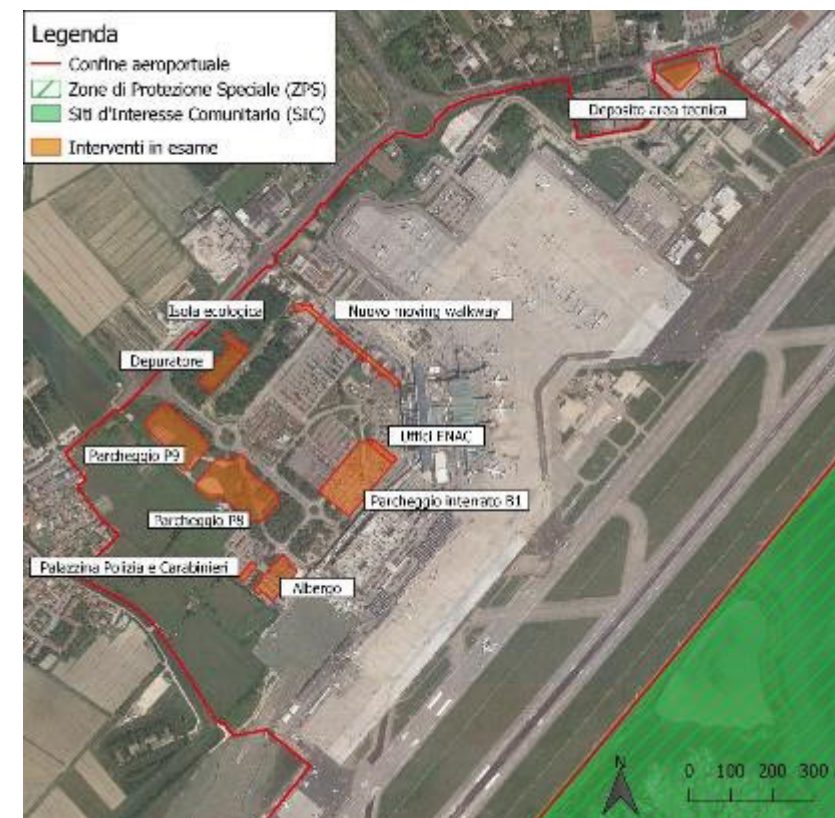 Legenda
Confine aeroportuale
Zone di Protezione Speciale (ZPS)
Siti d'Interesse Comunitario (SIC)
Interventi in esame
Deposito area tecnica
Isola ecologica
Nuovo moving walkway
Depuratore
Uffici ENAC
Parcheggio P9
Parcheggio interrato B1
Parcheggio P8
Palazzina Polizia e Carabinieri
Albergo
N
0 100 200 300